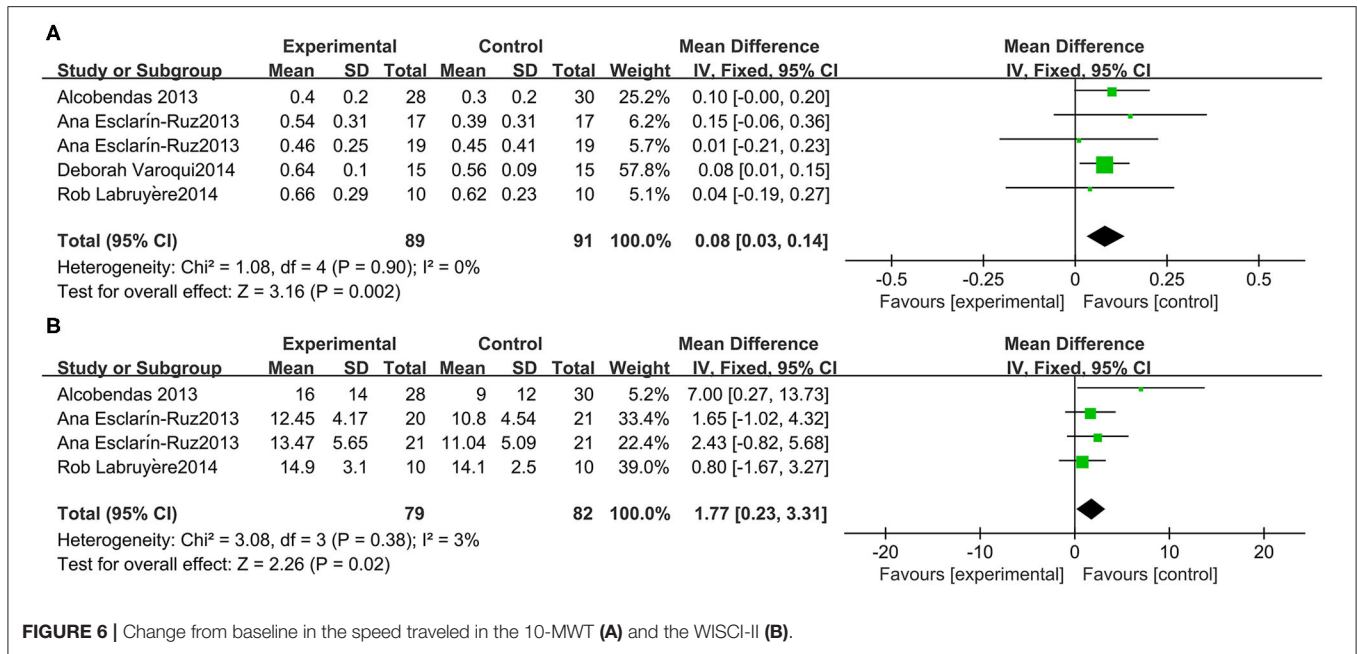 A
Experimental Control Mean Difference Mean Difference
Study or Subgroup Mean SD Total Mean SD Total Weight IV, Fixed, 95% CI IV, Fixed, 95% CI
Alcobendas 2013 0.4 0.2 28 0.3 0.2 30 25.2% 0.10 [-0.00, 0.20]
Ana Esclarín-Ruz2013 0.54 0.31 17 0.39 0.31 17 6.2% 0.15 [-0.06, 0.36]
Ana Esclarín-Ruz2013 0.46 0.25 19 0.45 0.41 19 5.7% 0.01 [-0.21, 0.23]
Deborah Varoqui2014 0.64 0.1 15 0.56 0.09 15 57.8% 0.08 [0.01, 0.15]
Rob Labruyère2014 0.66 0.29 10 0.62 0.23 10 5.1% 0.04 [-0.19, 0.27]
Total (95% CI) 89 91 100.0% 0.08 [0.03, 0.14]
Heterogeneity: Chi² = 1.08, df = 4 (P = 0.90); I² = 0%
Test for overall effect: Z = 3.16 (P = 0.002)
-0.5 -0.25 0 0.25 0.5
Favours [experimental] Favours [control]
B
Experimental Control Mean Difference Mean Difference
Study or Subgroup Mean SD Total Mean SD Total Weight IV, Fixed, 95% CI IV, Fixed, 95% CI
Alcobendas 2013 16 14 28 9 12 30 5.2% 7.00 [0.27, 13.73]
Ana Esclarín-Ruz2013 12.45 4.17 20 10.8 4.54 21 33.4% 1.65 [-1.02, 4.32]
Ana Esclarín-Ruz2013 13.47 5.65 21 11.04 5.09 21 22.4% 2.43 [-0.82, 5.68]
Rob Labruyère2014 14.9 3.1 10 14.1 2.5 10 39.0% 0.80 [-1.67, 3.27]
Total (95% CI) 79 82 100.0% 1.77 [0.23, 3.31]
Heterogeneity: Chi² = 3.08, df = 3 (P = 0.38); I² = 3%
Test for overall effect: Z = 2.26 (P = 0.02)
-20 -10 0 10 20
Favours [experimental] Favours [control]
FIGURE 6 | Change from baseline in the speed traveled in the 10-MWT (A) and the WISCI-II (B).